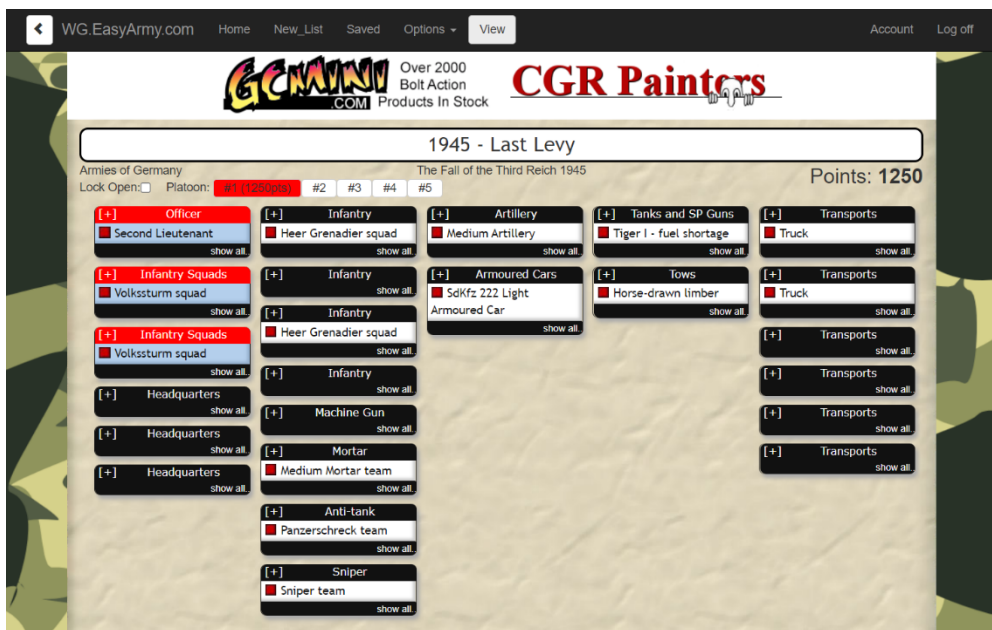 WG.EasyArmy.com Home New_List Saved Options View Account Log off
GEMINI .COM
Over 2000
Bolt Action
Products In Stock
CGR Painters
1945 - Last Levy
Armies of Germany
The Fall of the Third Reich 1945
Points: 1250
Lock Open: Platoon: #1 (1250pts) #2 #3 #4 #5
[+] Officer
Second Lieutenant
show all..
[+] Infantry Squads
Volkssturm squad
show all..
[+] Infantry Squads
Volkssturm squad
show all..
[+] Headquarters
show all..
[+] Headquarters
show all..
[+] Headquarters
show all..
[+] Infantry
Heer Grenadier squad
show all..
[+] Infantry
show all..
[+] Infantry
Heer Grenadier squad
show all..
[+] Infantry
show all..
[+] Machine Gun
show all..
[+] Mortar
Medium Mortar team
show all..
[+] Anti-tank
Panzerschreck team
show all..
[+] Sniper
Sniper team
show all..
[+] Artillery
Medium Artillery
show all..
[+] Armoured Cars
SdKfz 222 Light
Armoured Car
show all..
[+] Tanks and SP Guns
Tiger I - fuel shortage
show all..
[+] Tows
Horse-drawn limber
show all..
[+] Transports
Truck
show all..
[+] Transports
Truck
show all..
[+] Transports
show all..
[+] Transports
show all..
[+] Transports
show all..
[+] Transports
show all..